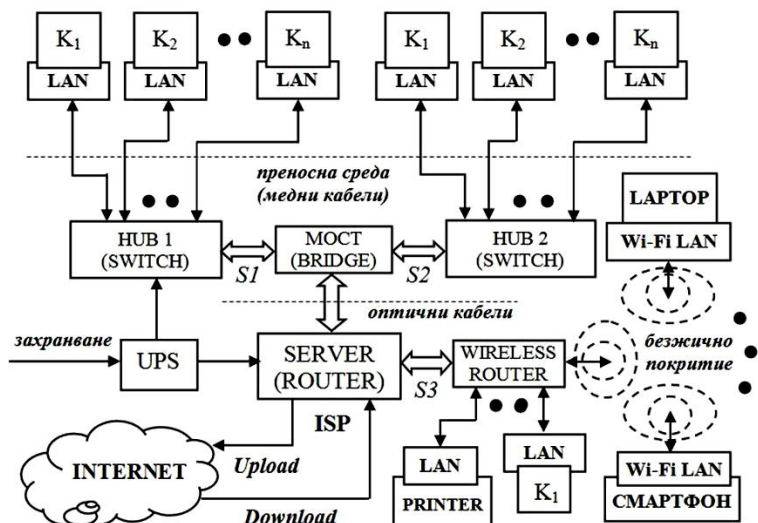 K1 K2 Kn K1 K2 Kn
LAN LAN LAN LAN LAN LAN
преносна среда
(медни кабели)
LAPTOP
Wi-Fi LAN
HUB 1
(SWITCH)
МОСТ
(BRIDGE)
HUB 2
(SWITCH)
S1
S2
оптични кабели
захранване
UPS
SERVER
(ROUTER)
S3
WIRELESS
ROUTER
безжично
покритие
ISP
INTERNET
Upload
Download
LAN
PRINTER
LAN
K1
Wi-Fi LAN
СМАРТФОН